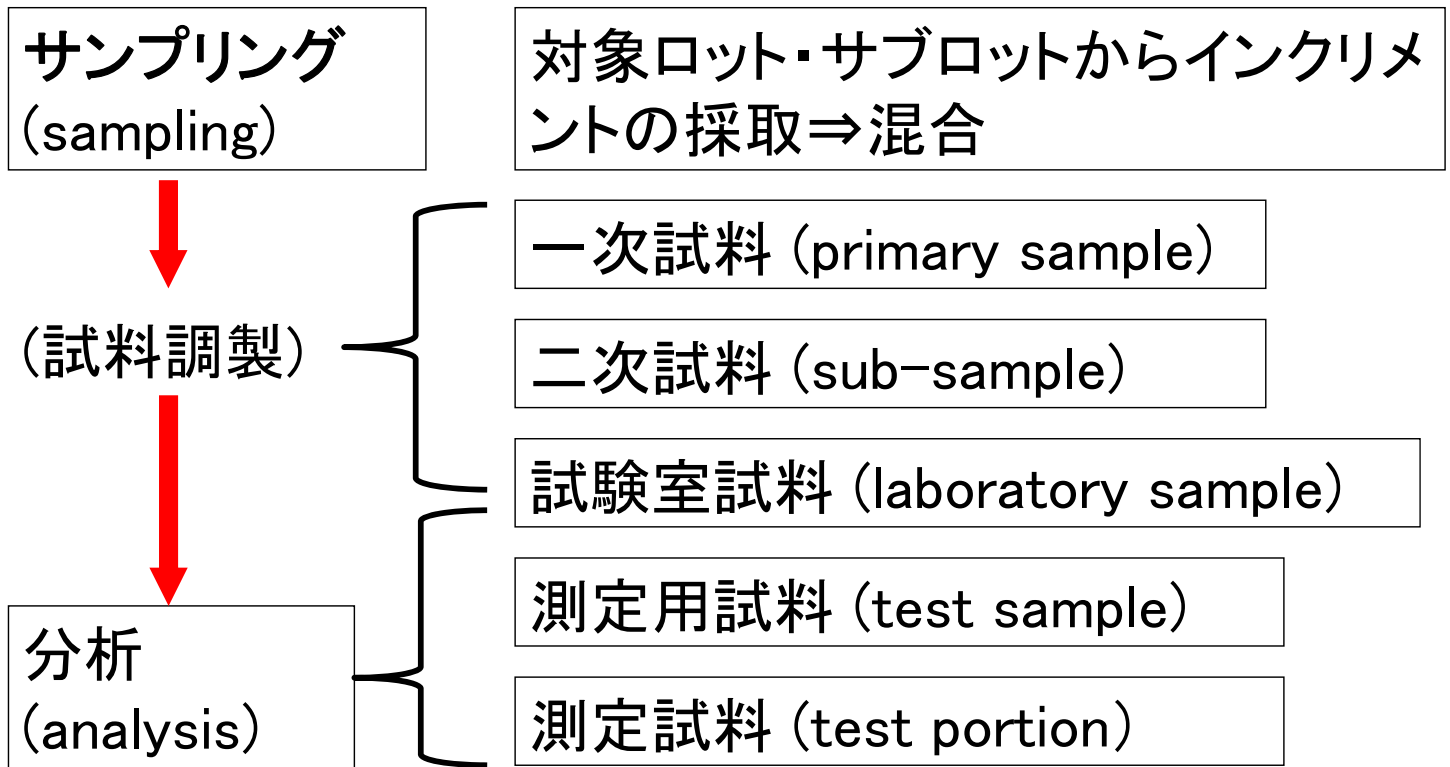 サンプリング
(sampling)
対象ロット・サブロットからインクリメ
ントの採取⇒混合
一次試料 (primary sample)
(試料調製)
二次試料 (sub-sample)
試験室試料 (laboratory sample)
測定用試料 (test sample)
分析
(analysis)
測定試料 (test portion)